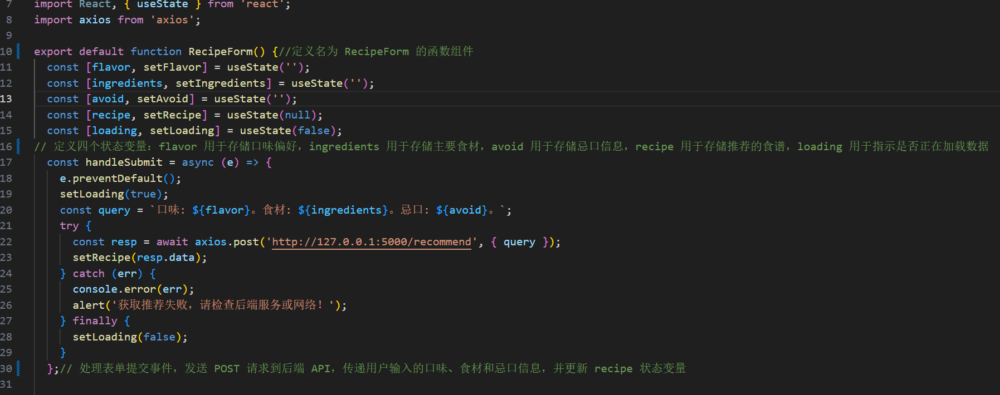 7 import React, { useState } from 'react';
8 import axios from 'axios';
9
10 export default function RecipeForm() {//定义名为 RecipeForm 的函数组件
11 const [flavor, setFlavor] = useState('');
12 const [ingredients, setIngredients] = useState('');
13 const [avoid, setAvoid] = useState('');
14 const [recipe, setRecipe] = useState(null);
15 const [loading, setLoading] = useState(false);
16 // 定义四个状态变量：flavor 用于存储口味偏好，ingredients 用于存储主要食材，avoid 用于存储忌口信息，recipe 用于存储推荐的食谱，loading 用于指示是否正在加载数据
17 const handleSubmit = async (e) => {
18 e.preventDefault();
19 setLoading(true);
20 const query = `口味: ${flavor}。食材: ${ingredients}。忌口: ${avoid}。`;
21 try {
22 const resp = await axios.post('http://127.0.0.1:5000/recommend', { query });
23 setRecipe(resp.data);
24 } catch (err) {
25 console.error(err);
26 alert('获取推荐失败，请检查后端服务或网络！');
27 } finally {
28 setLoading(false);
29 }
30 };// 处理表单提交事件，发送 POST 请求到后端 API，传递用户输入的口味、食材和忌口信息，并更新 recipe 状态变量
31